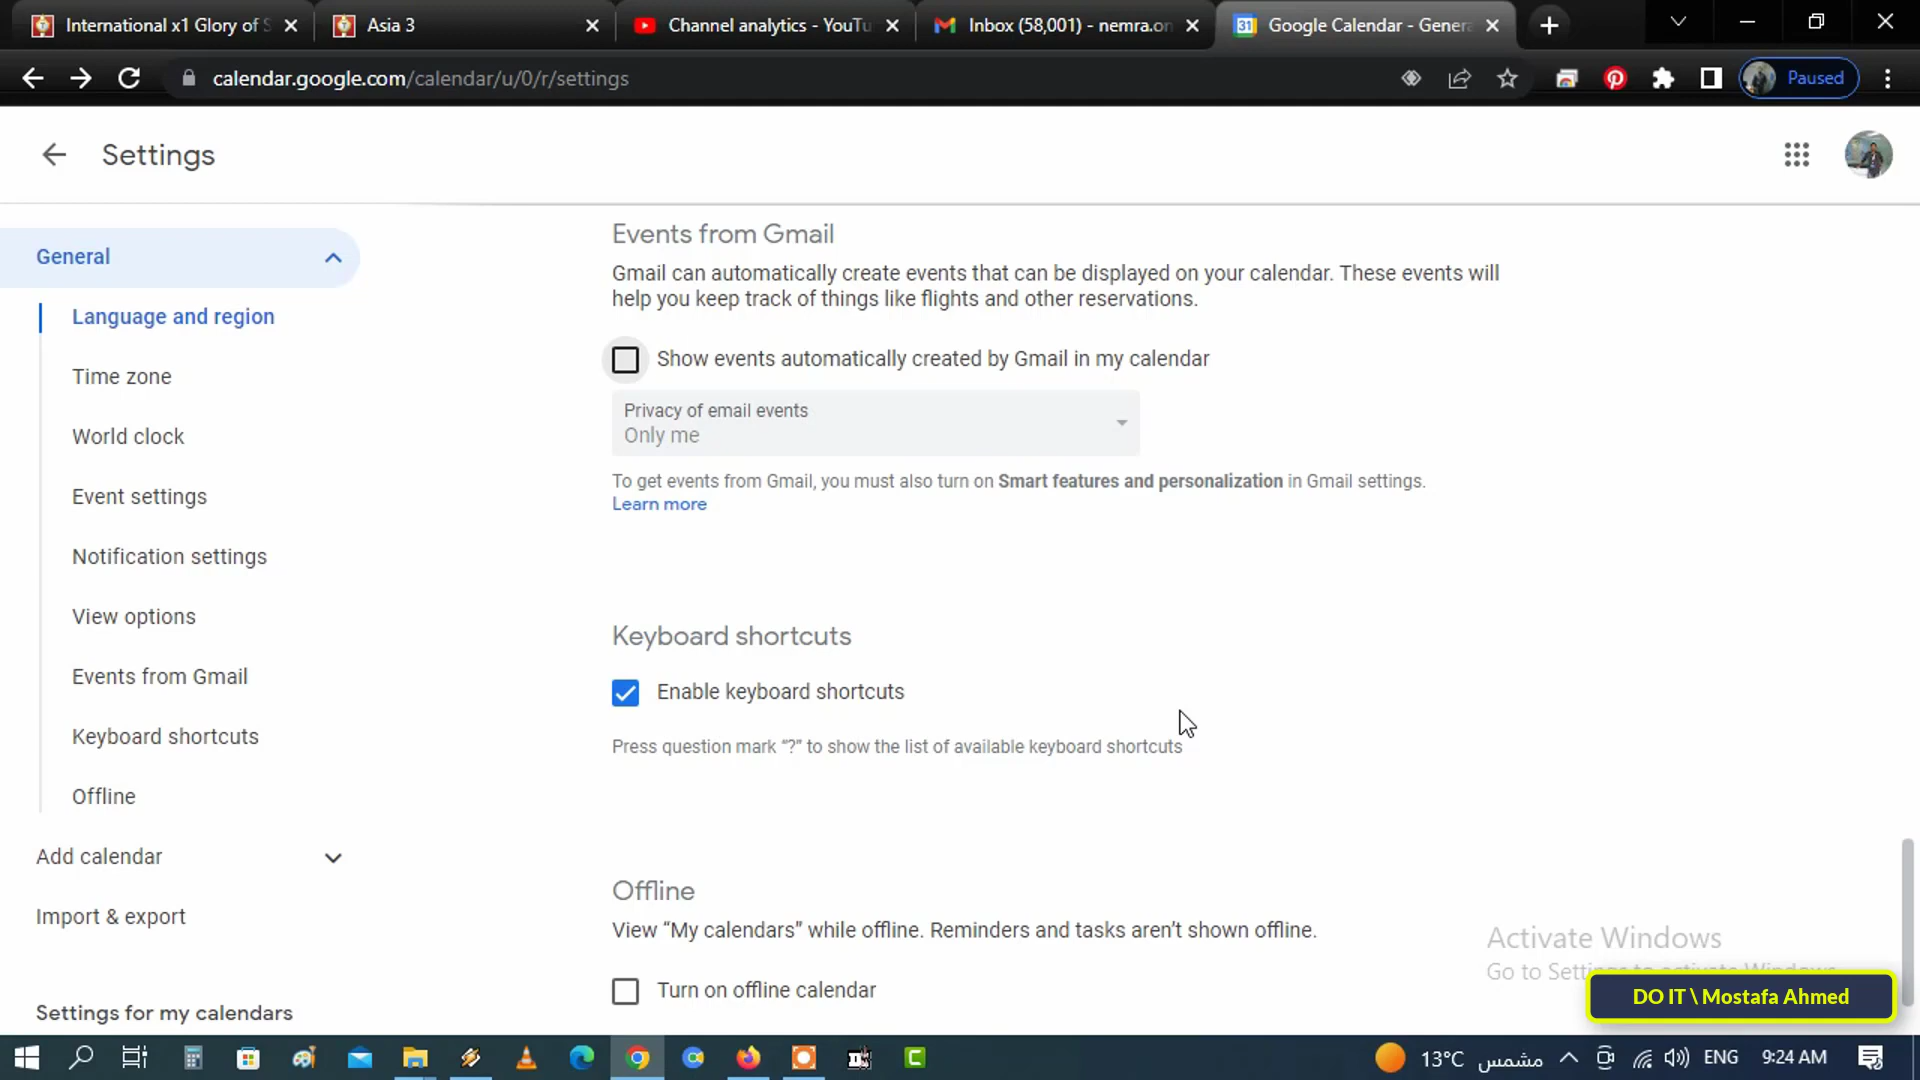 International x1 Glory of S
Asia 3
Channel analytics - YouTu
Inbox (58,001) - nemra.on
Google Calendar - Genera
calendar.google.com/calendar/u/0/r/settings
Paused
Settings
General
Language and region
Time zone
World clock
Event settings
Notification settings
View options
Events from Gmail
Keyboard shortcuts
Offline
Add calendar
Import & export
Settings for my calendars
Events from Gmail
Gmail can automatically create events that can be displayed on your calendar. These events will
help you keep track of things like flights and other reservations.
Show events automatically created by Gmail in my calendar
Privacy of email events
Only me
To get events from Gmail, you must also turn on Smart features and personalization in Gmail settings.
Learn more
Keyboard shortcuts
Enable keyboard shortcuts
Press question mark “?” to show the list of available keyboard shortcuts
Offline
View “My calendars” while offline. Reminders and tasks aren’t shown offline.
Turn on offline calendar
Activate Windows
Go to Settings to activate Windows.
DO IT \ Mostafa Ahmed
13°C مشمس
ENG
9:24 AM